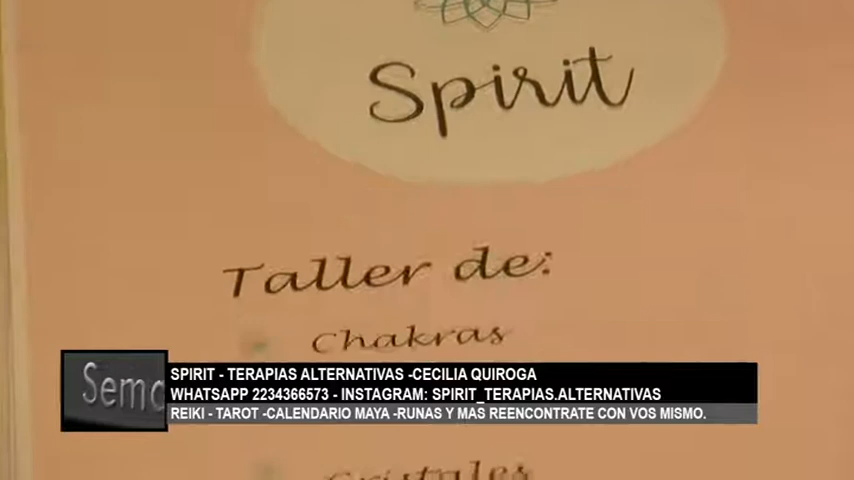 Spirit
Taller de:
Chakras
SPIRIT - TERAPIAS ALTERNATIVAS -CECILIA QUIROGA
WHATSAPP 2234366573 - INSTAGRAM: SPIRIT_TERAPIAS.ALTERNATIVAS
REIKI - TAROT -CALENDARIO MAYA -RUNAS Y MAS REENCONTRATE CON VOS MISMO.
Cristales